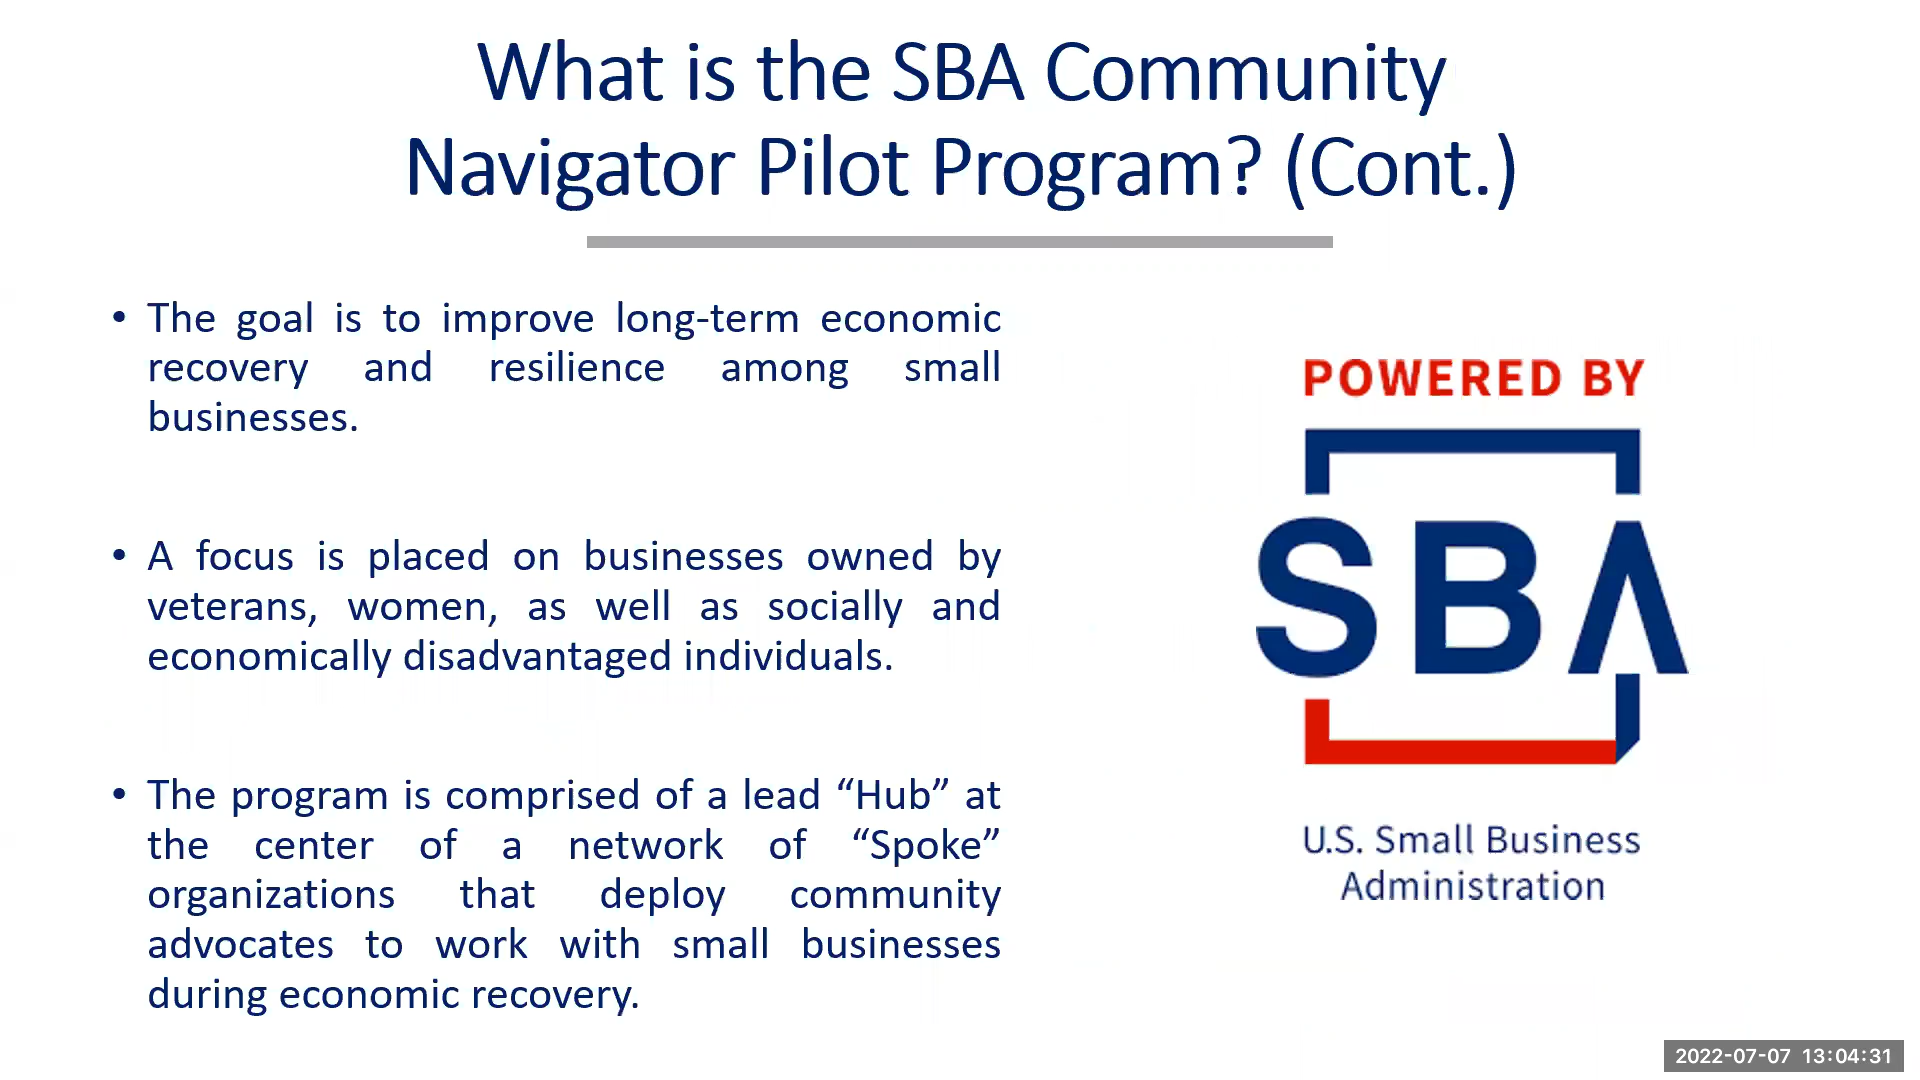 What is the SBA Community
Navigator Pilot Program? (Cont.)
• The goal is to improve long-term economic
recovery and resilience among small
businesses.
• A focus is placed on businesses owned by
veterans, women, as well as socially and
economically disadvantaged individuals.
• The program is comprised of a lead “Hub” at
the center of a network of “Spoke”
organizations that deploy community
advocates to work with small businesses
during economic recovery.
POWERED BY
SBA
U.S. Small Business
Administration
2022-07-07 13:04:31